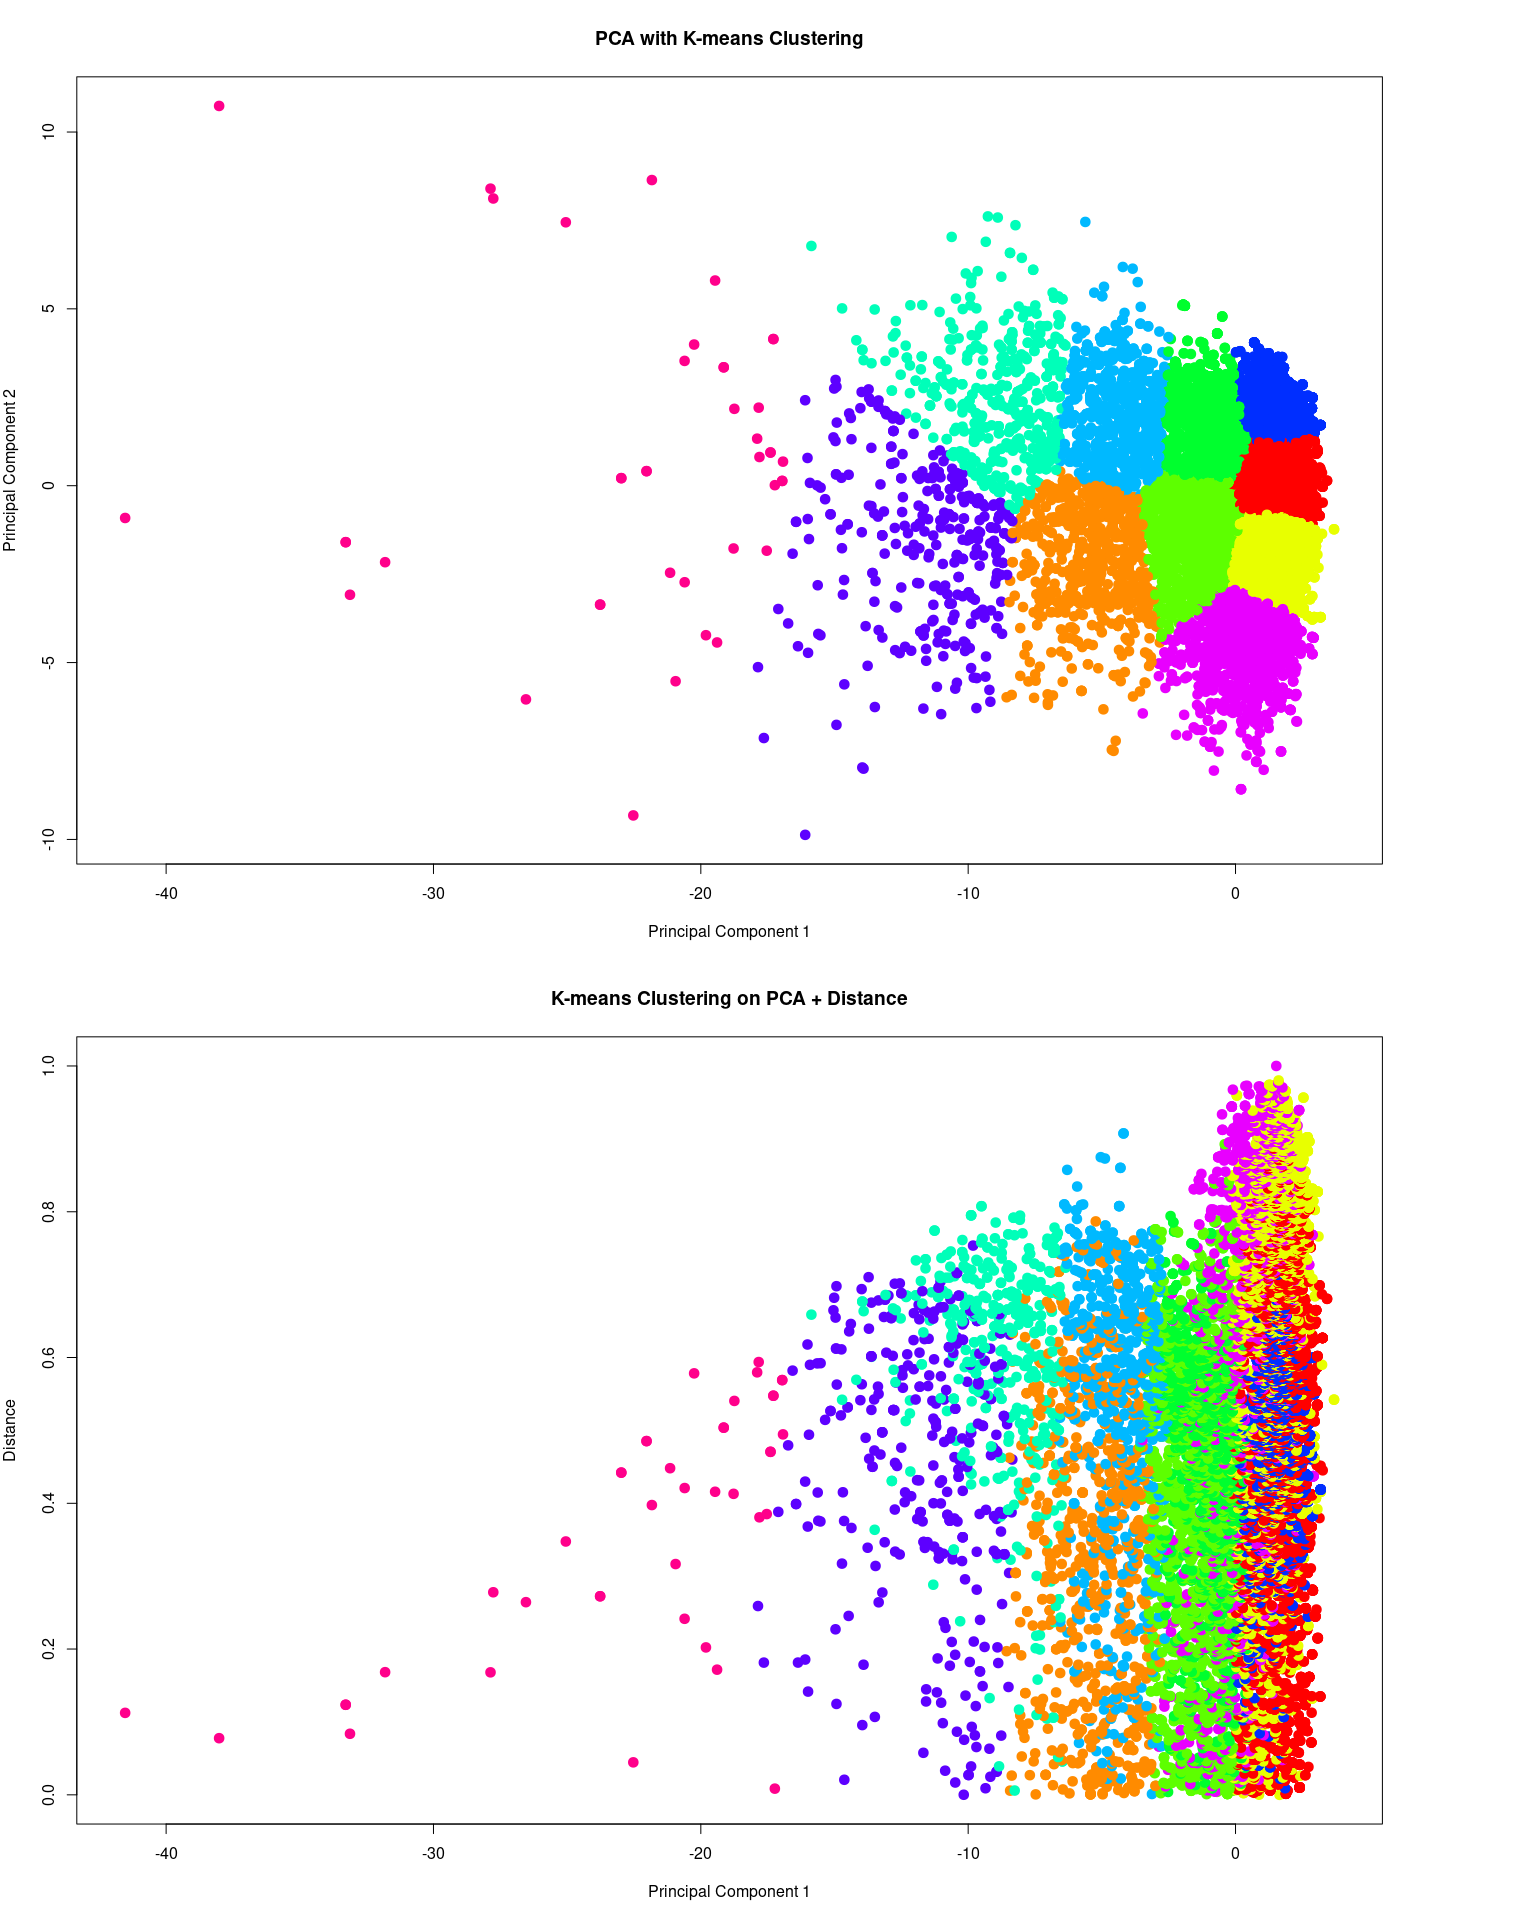 PCA with K-means Clustering
Principal Component 2
10
5
0
-5
-10
-40 -30 -20 -10 0
Principal Component 1
K-means Clustering on PCA + Distance
Distance
1.0
0.8
0.6
0.4
0.2
0.0
-40 -30 -20 -10 0
Principal Component 1